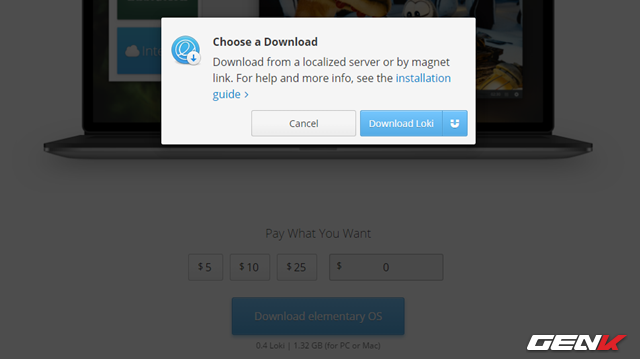 Choose a Download
Download from a localized server or by magnet
link. For help and more info, see the installation
guide >
Cancel
Download Loki
Inte
Pay What You Want
$ 5
$ 10
$ 25
$ 0
Download elementary OS
0.4 Loki | 1.32 GB (for PC or Mac)
GENK